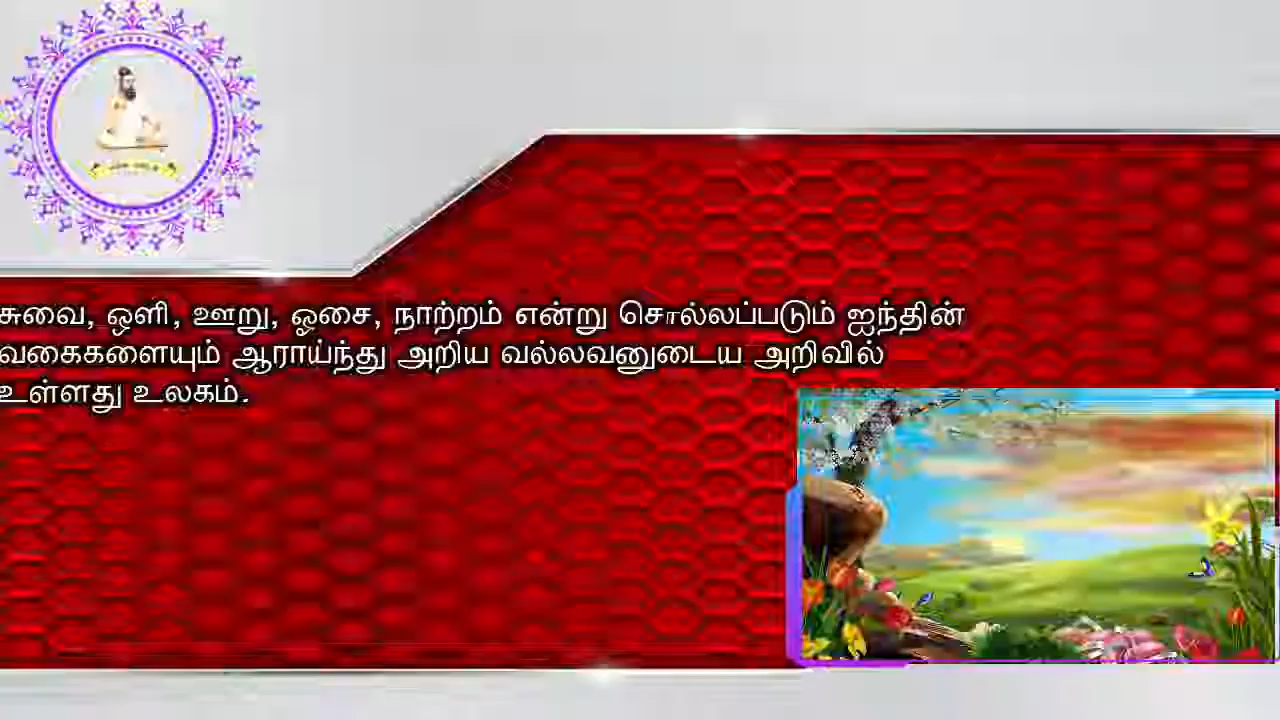 சுவை, ஒளி, ஊறு, ஓசை, நாற்றம் என்று சொல்லப்படும் ஐந்தின்
வகைகளையும் ஆராய்ந்து அறிய வல்லவனுடைய அறிவில்
உள்ளது உலகம்.